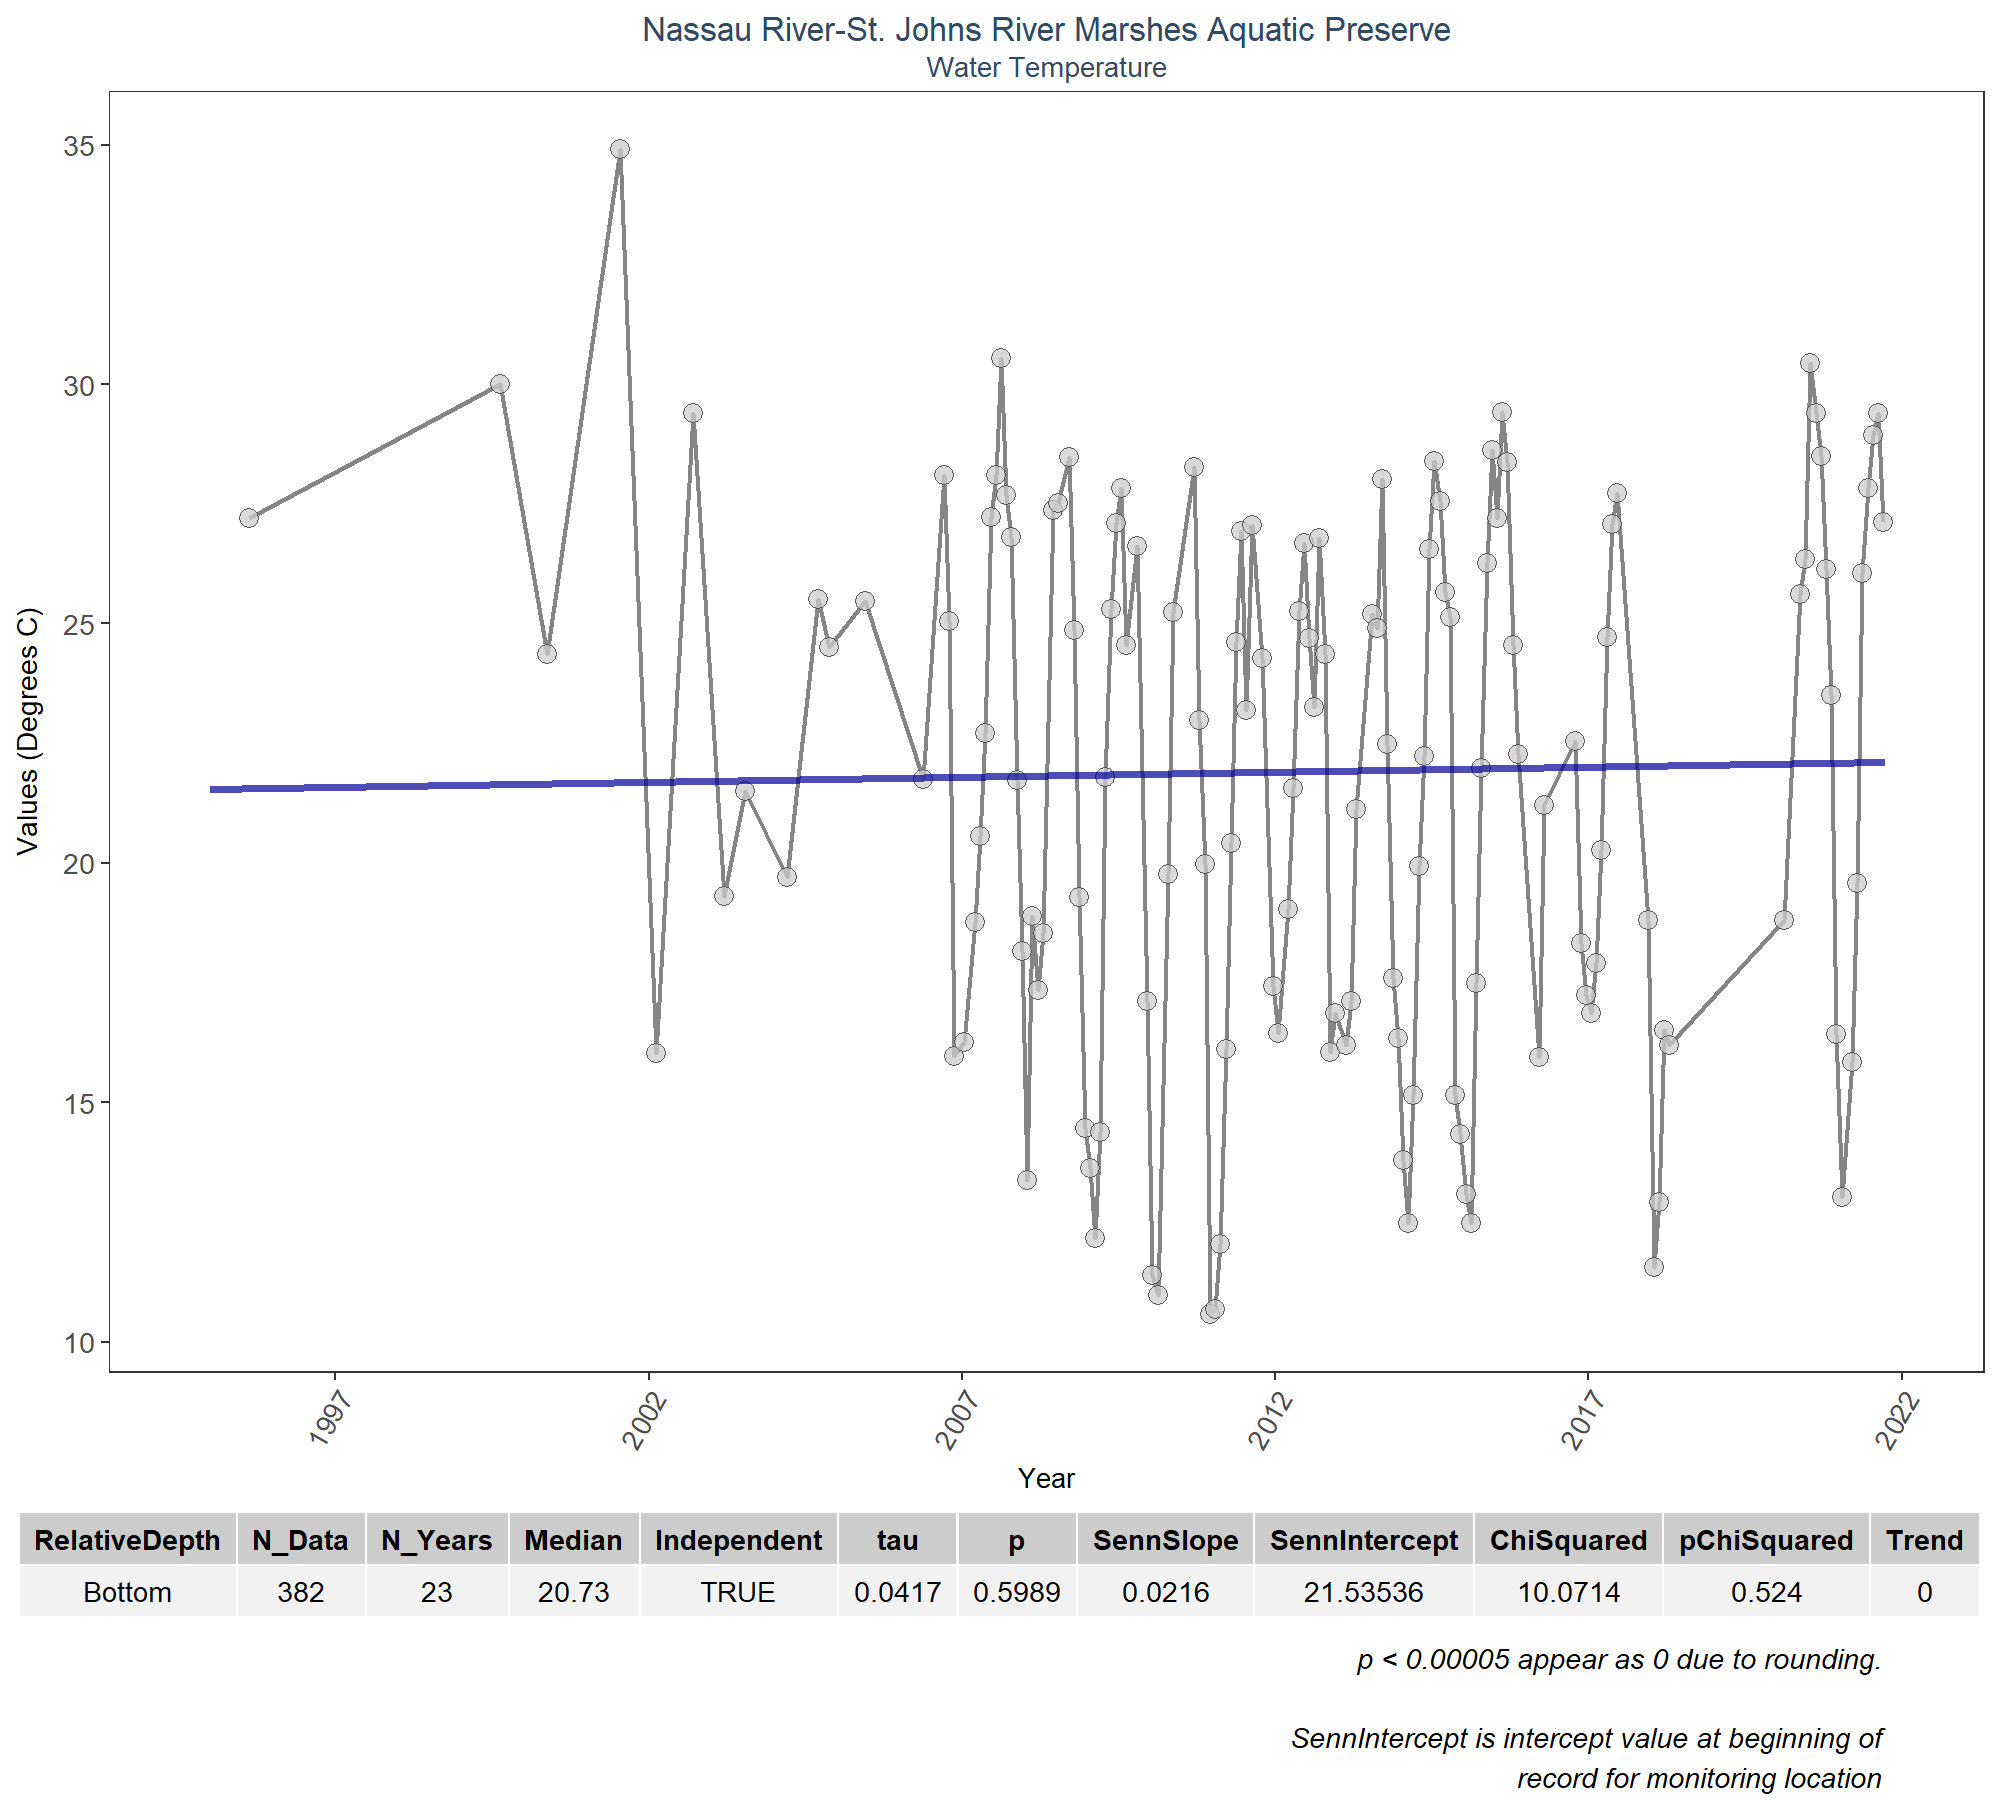 Nassau River-St. Johns River Marshes Aquatic Preserve
Water Temperature
Values (Degrees C)
35
30
25
20
15
10
1997 2002 2007 2012 2017 2022
Year
RelativeDepth N_Data N_Years Median Independent tau p SennSlope SennIntercept ChiSquared pChiSquared Trend
Bottom 382 23 20.73 TRUE 0.0417 0.5989 0.0216 21.53536 10.0714 0.524 0
p < 0.00005 appear as 0 due to rounding.
SennIntercept is intercept value at beginning of
record for monitoring location